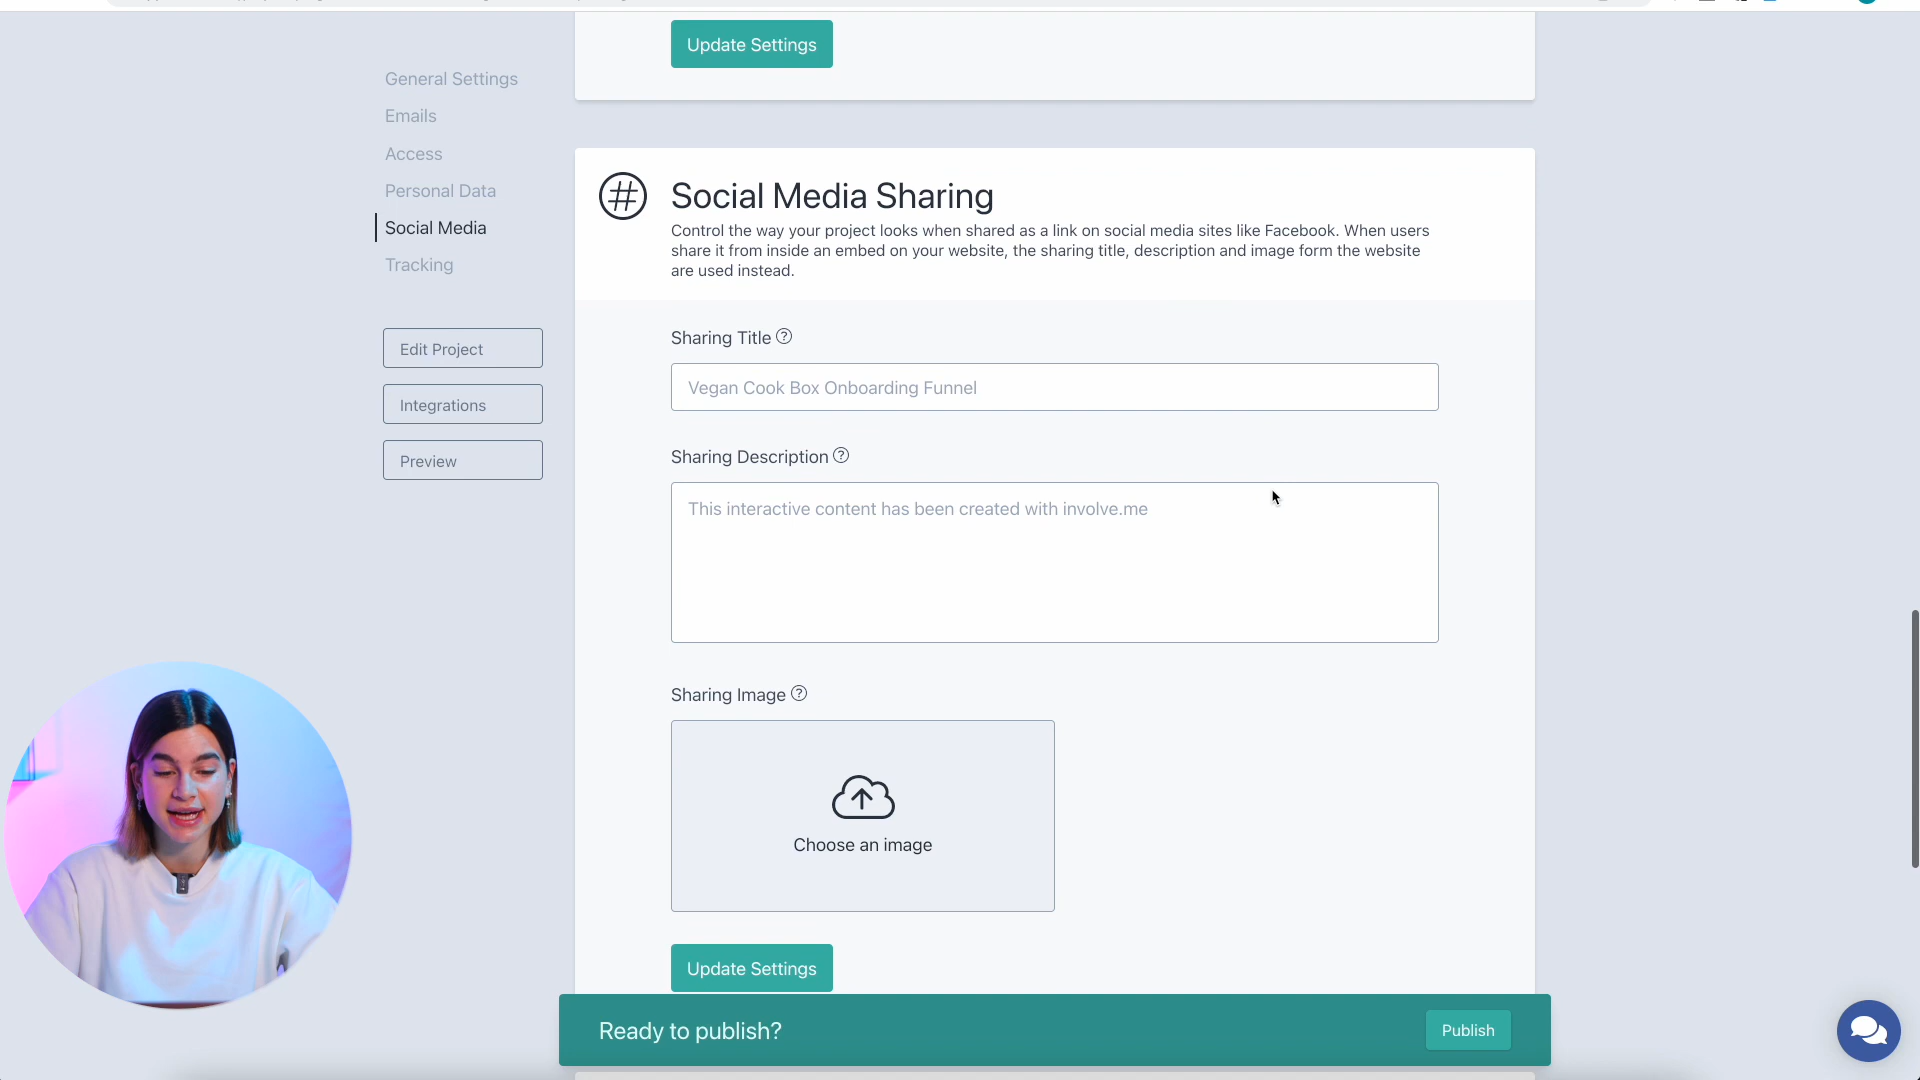 Update Settings
General Settings
Emails
Access
Personal Data
Social Media
Tracking
Edit Project
Integrations
Preview
Social Media Sharing
Control the way your project looks when shared as a link on social media sites like Facebook. When users
share it from inside an embed on your website, the sharing title, description and image form the website
are used instead.
Sharing Title
Vegan Cook Box Onboarding Funnel
Sharing Description
This interactive content has been created with involve.me
Sharing Image
Choose an image
Update Settings
Ready to publish?
Publish